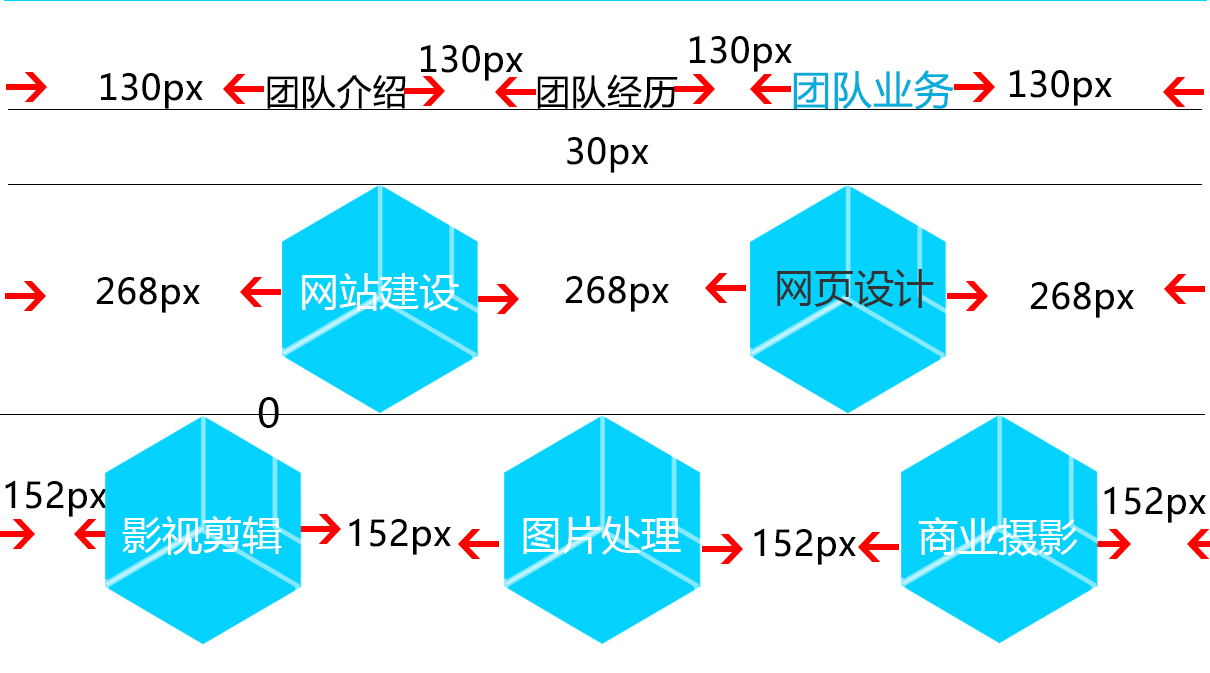 130px 团队介绍 130px 团队经历 130px 团队业务 130px
30px
268px 网站建设 268px 网页设计 268px
0
152px 影视剪辑 152px 图片处理 152px 商业摄影 152px